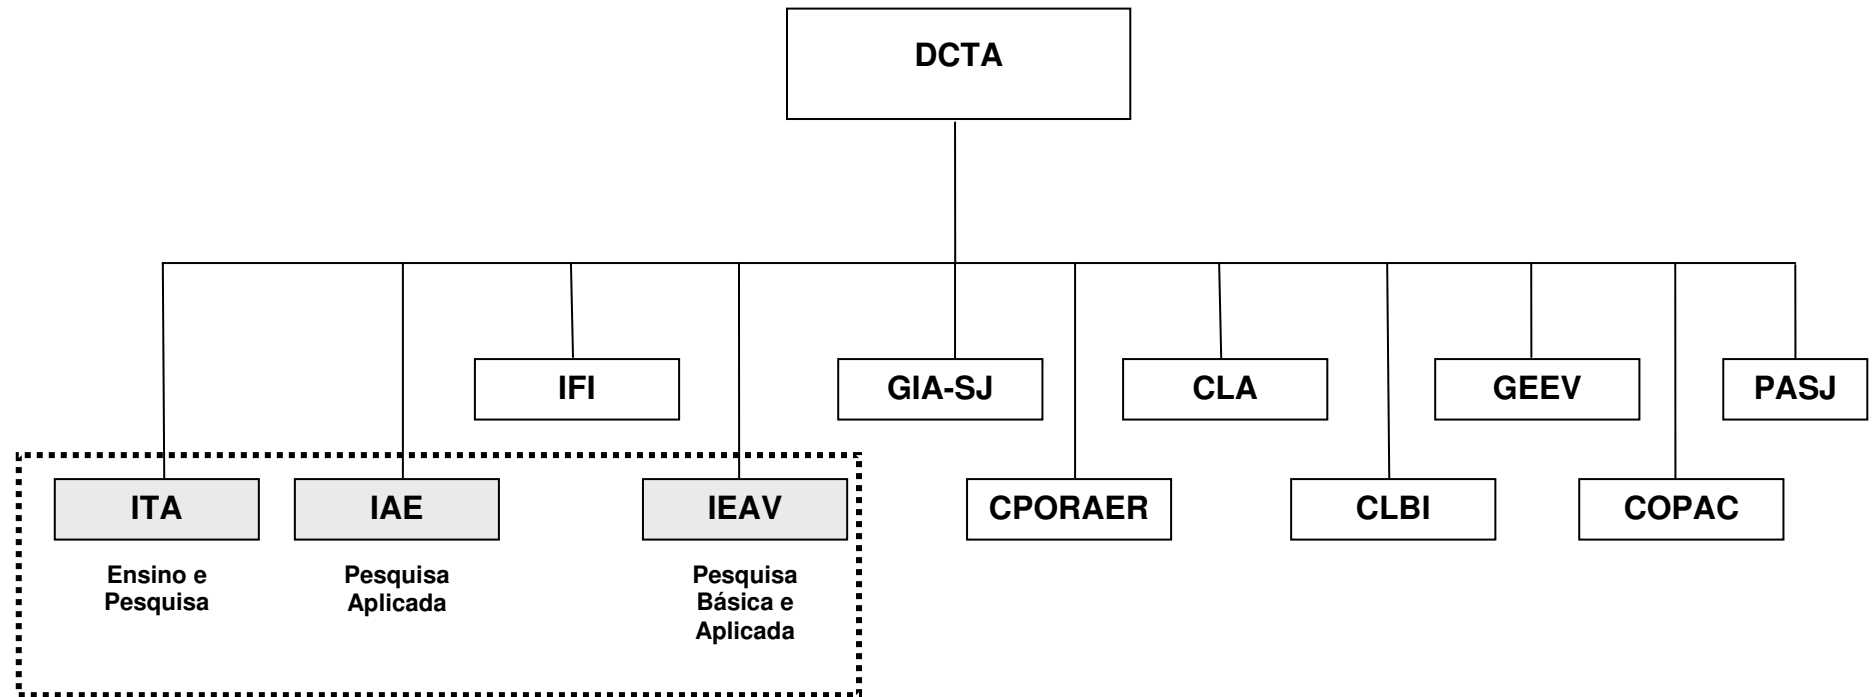 DCTA
IFI
GIA-SJ
CLA
GEEV
PASJ
ITA
IAE
IEAV
CPORAER
CLBI
COPAC
Ensino e
Pesquisa
Pesquisa
Aplicada
Pesquisa
Básica e
Aplicada